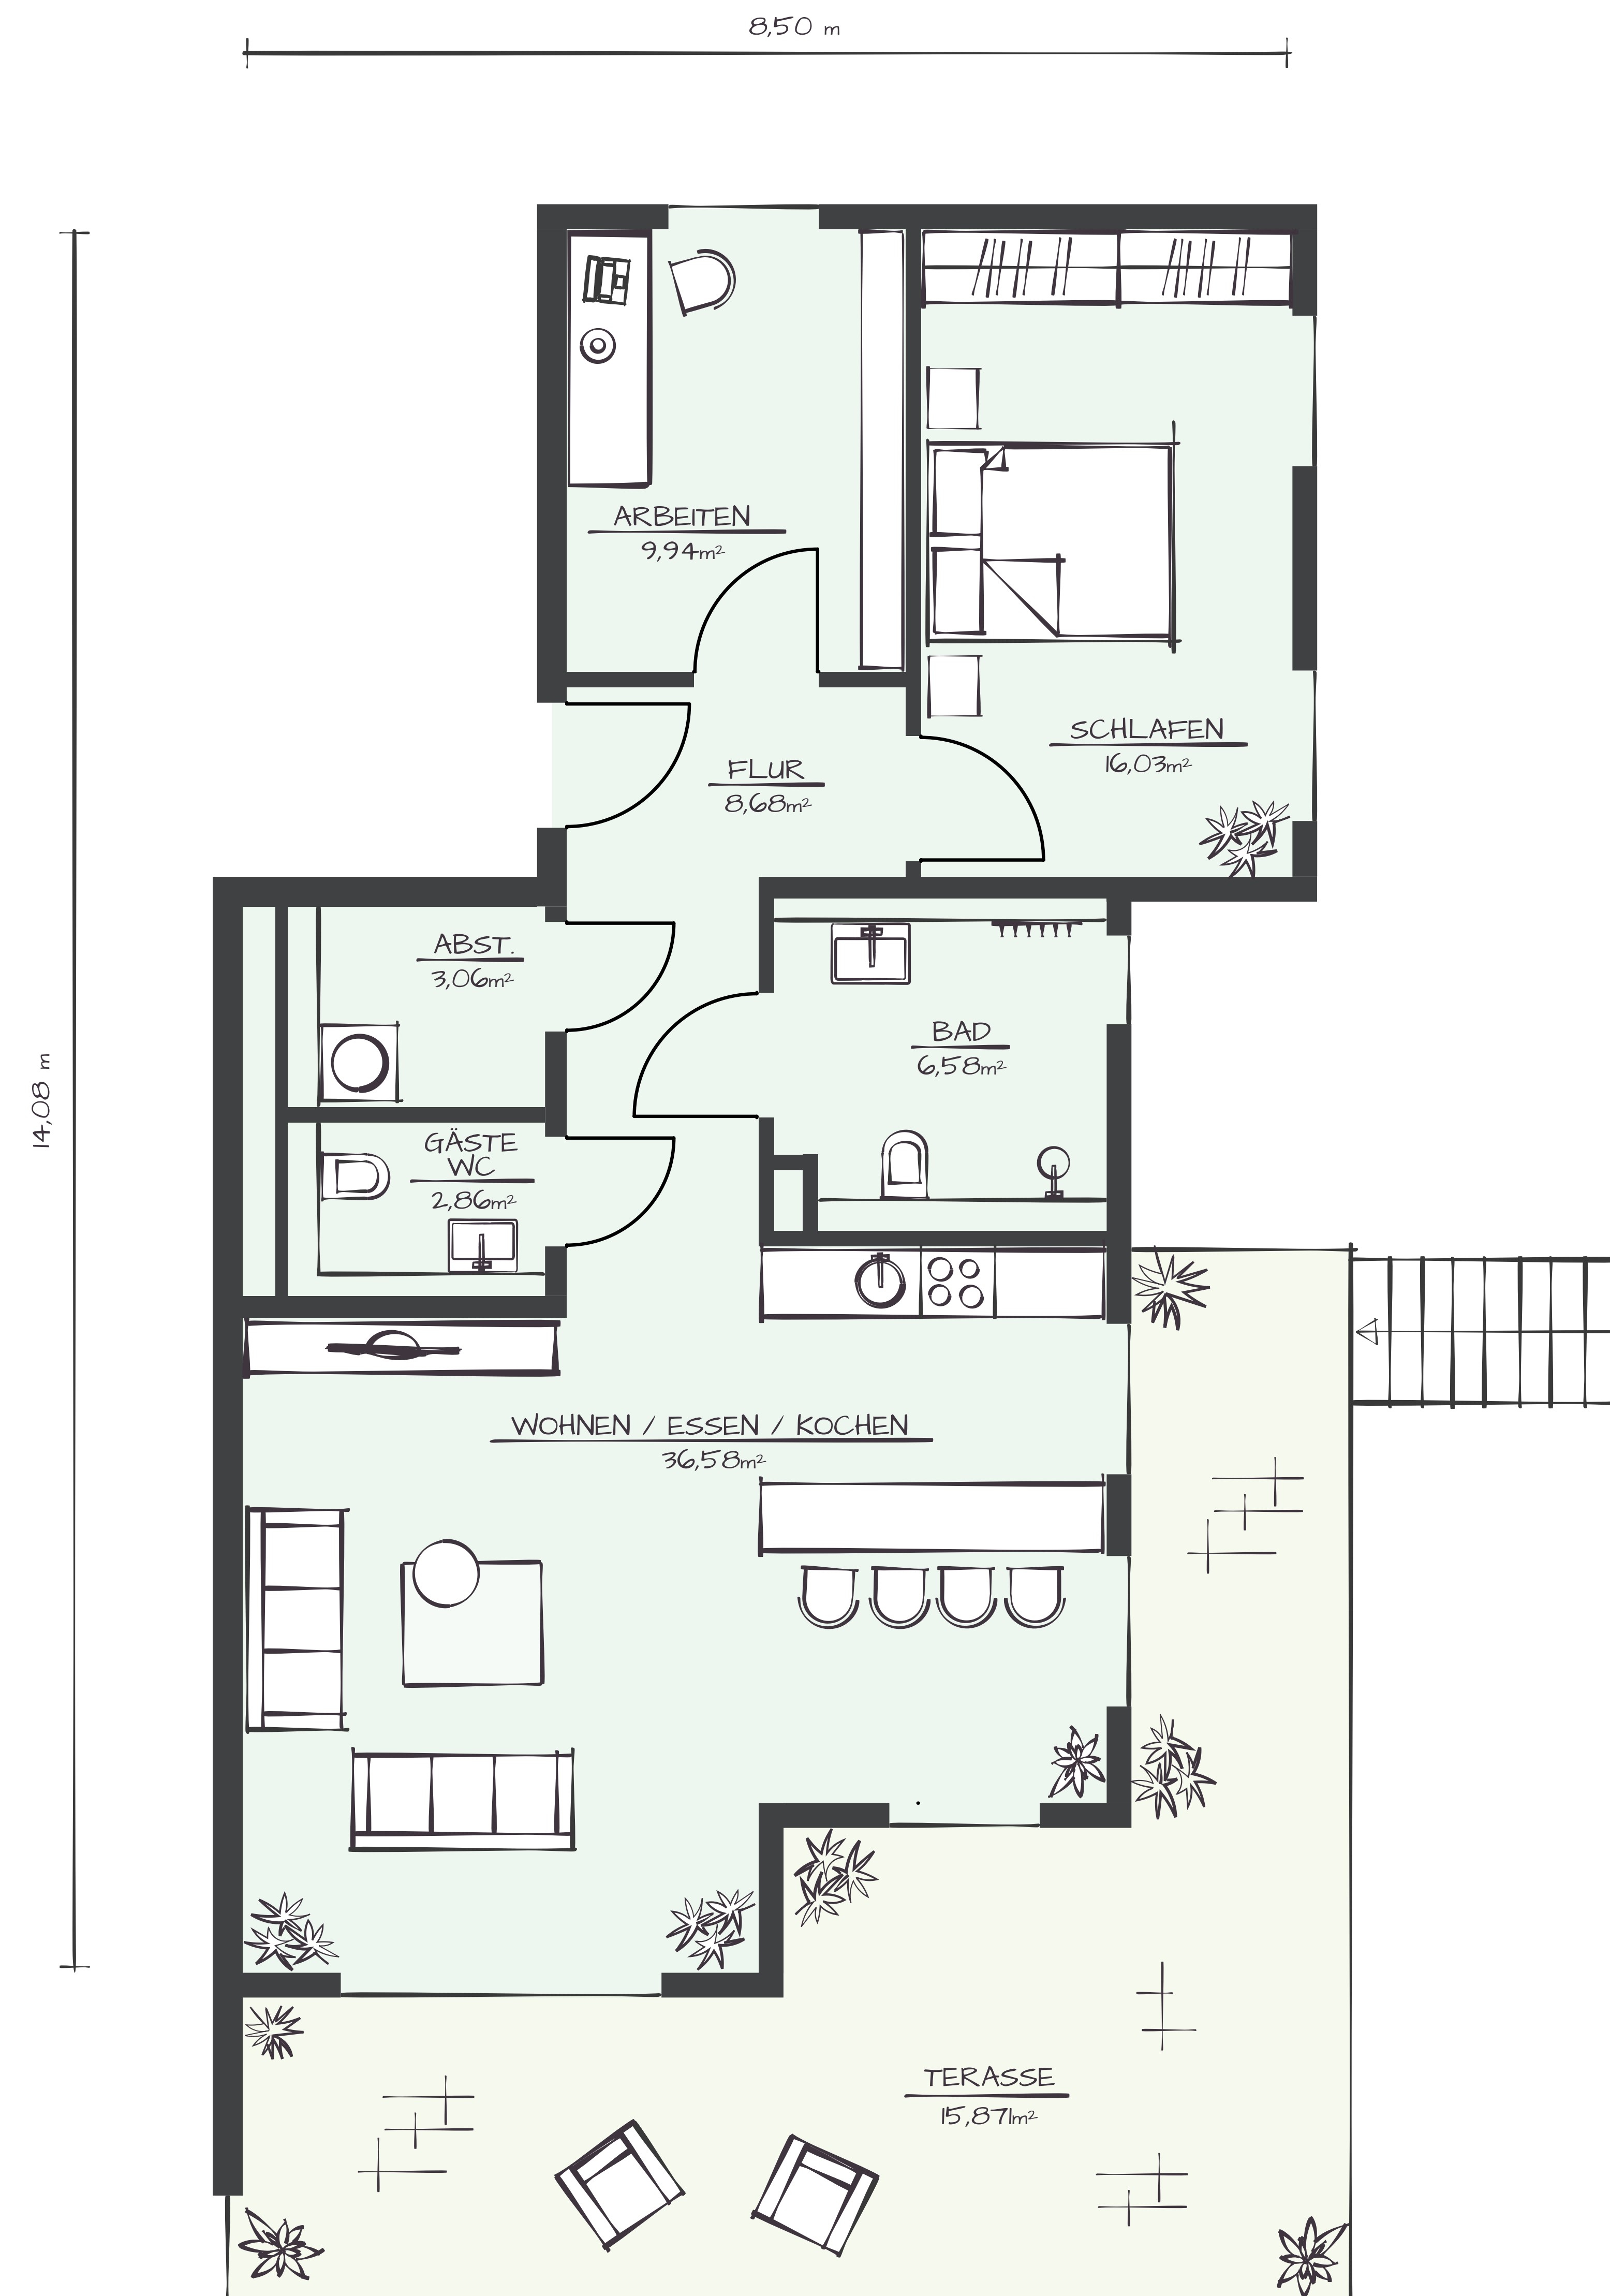 8,50 m
14,08 m
ARBEITEN
9,94m²
SCHLAFEN
16,03m²
FLUR
8,68m²
ABST.
3,06m²
BAD
6,58m²
GÄSTE
WC
2,86m²
WOHNEN / ESSEN / KOCHEN
36,58m²
TERASSE
15,871m²